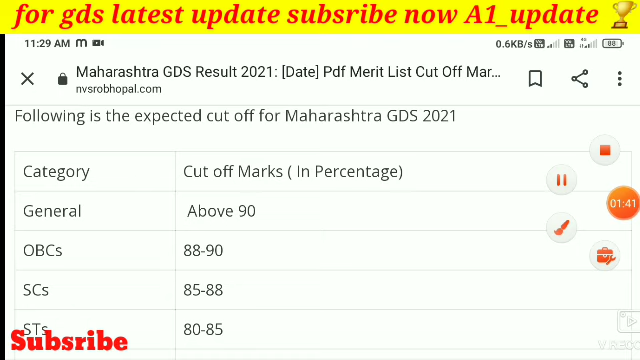 for gds latest update subsribe now A1_update
11:29 AM
0.6KB/s
88
Maharashtra GDS Result 2021: [Date] Pdf Merit List Cut Off Mar...
nvsrobhopal.com
Following is the expected cut off for Maharashtra GDS 2021
Category Cut off Marks ( In Percentage)
General Above 90
01:41
OBCs 88-90
SCs 85-88
STs 80-85
Subsribe